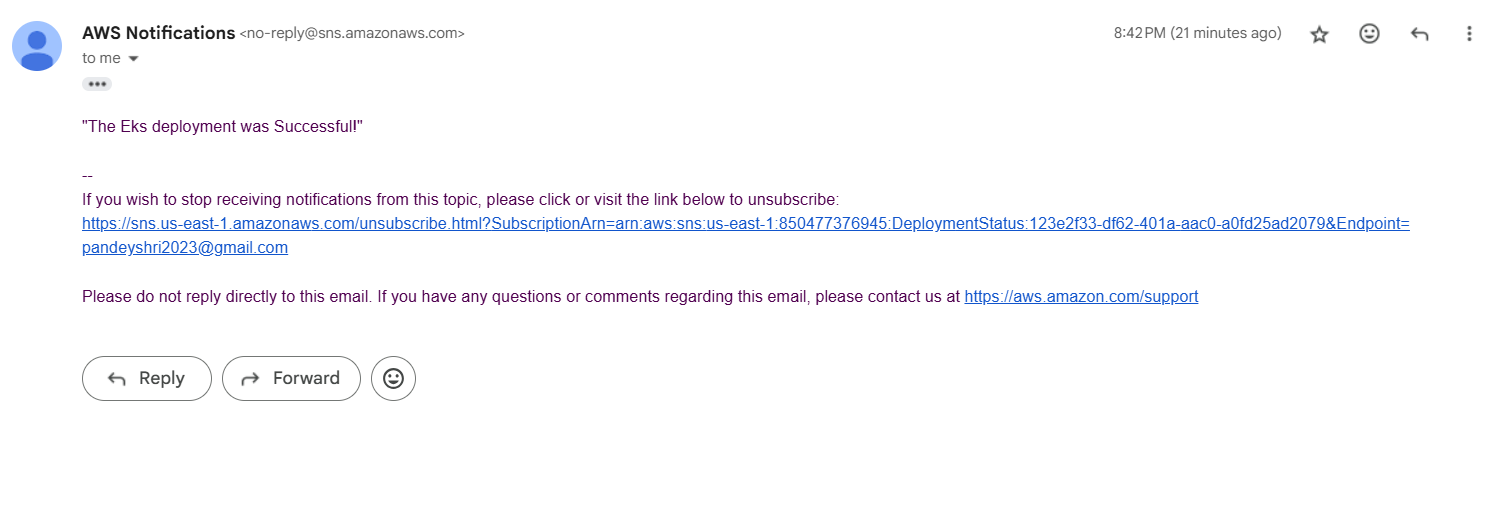 AWS Notifications <no-reply@sns.amazonaws.com> 8:42 PM (21 minutes ago)
to me
"The Eks deployment was Successful!"
--
If you wish to stop receiving notifications from this topic, please click or visit the link below to unsubscribe:
https://sns.us-east-1.amazonaws.com/unsubscribe.html?SubscriptionArn=arn:aws:sns:us-east-1:850477376945:DeploymentStatus:123e2f33-df62-401a-aac0-a0fd25ad2079&Endpoint=
pandeyshri2023@gmail.com
Please do not reply directly to this email. If you have any questions or comments regarding this email, please contact us at https://aws.amazon.com/support
Reply Forward